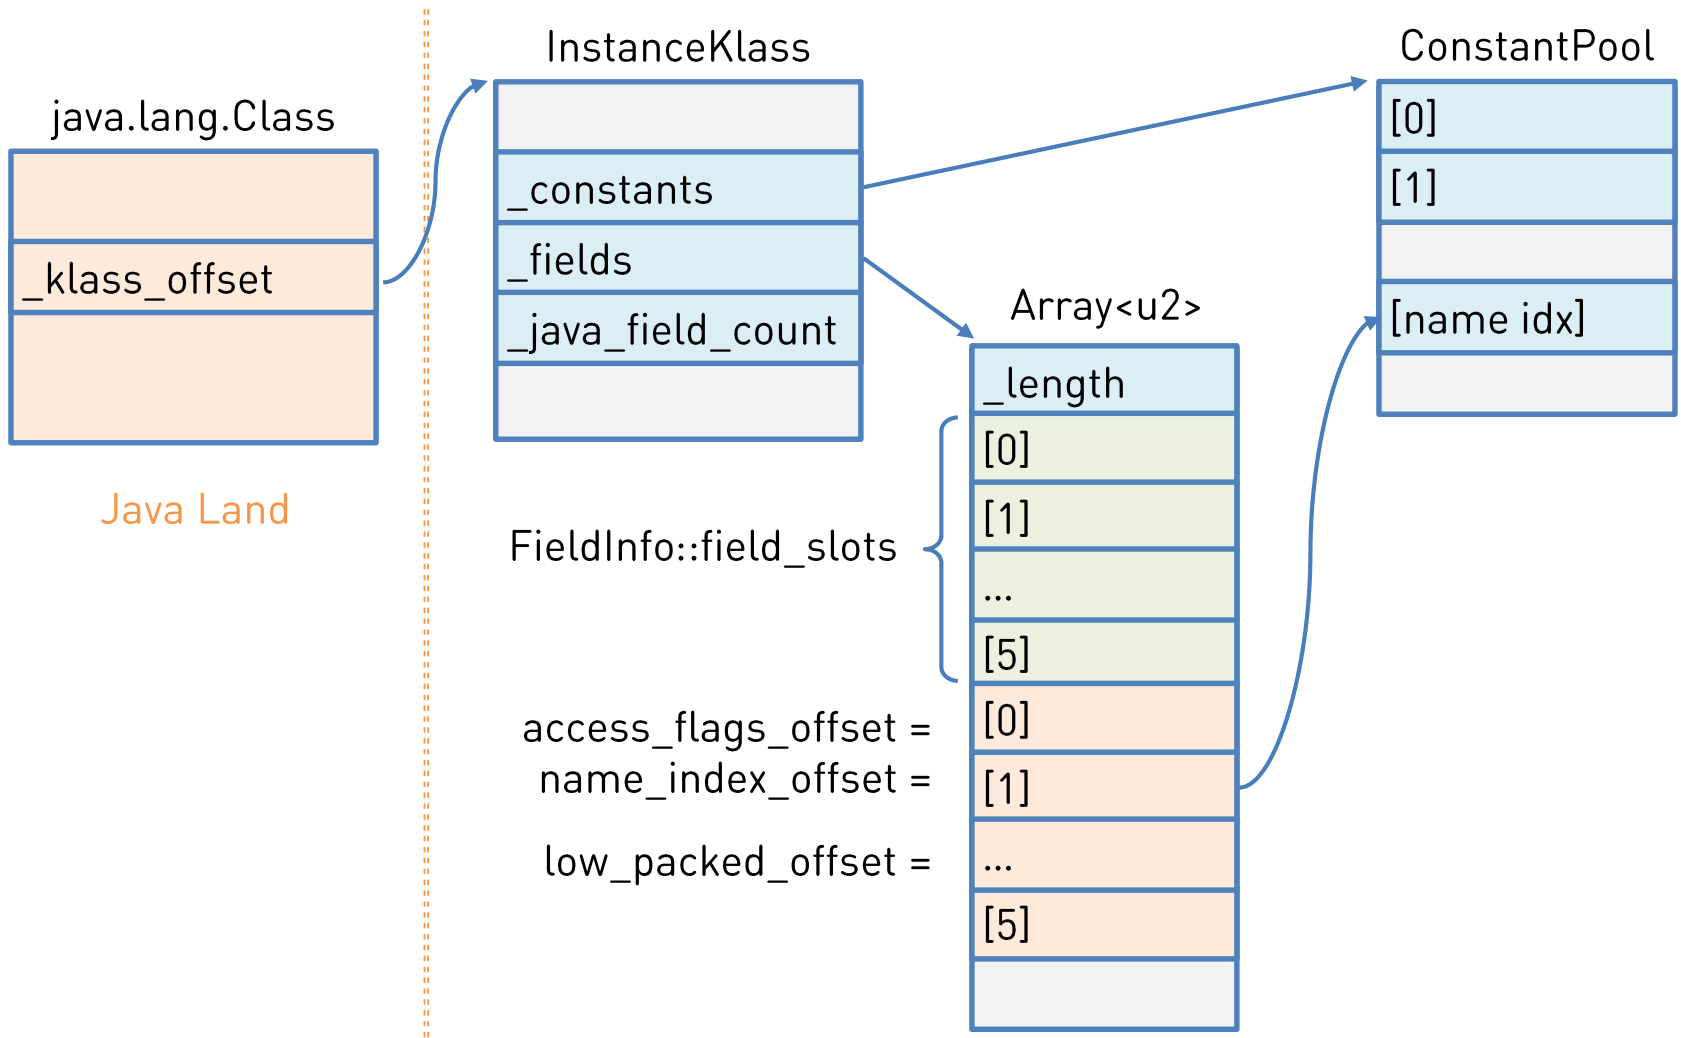 java.lang.Class
_klass_offset
Java Land
InstanceKlass
_constants
_fields
_java_field_count
Array<u2>
_length
[0]
[1]
...
[5]
[0]
[1]
...
[5]
FieldInfo::field_slots
access_flags_offset =
name_index_offset =
low_packed_offset =
ConstantPool
[0]
[1]
[name idx]